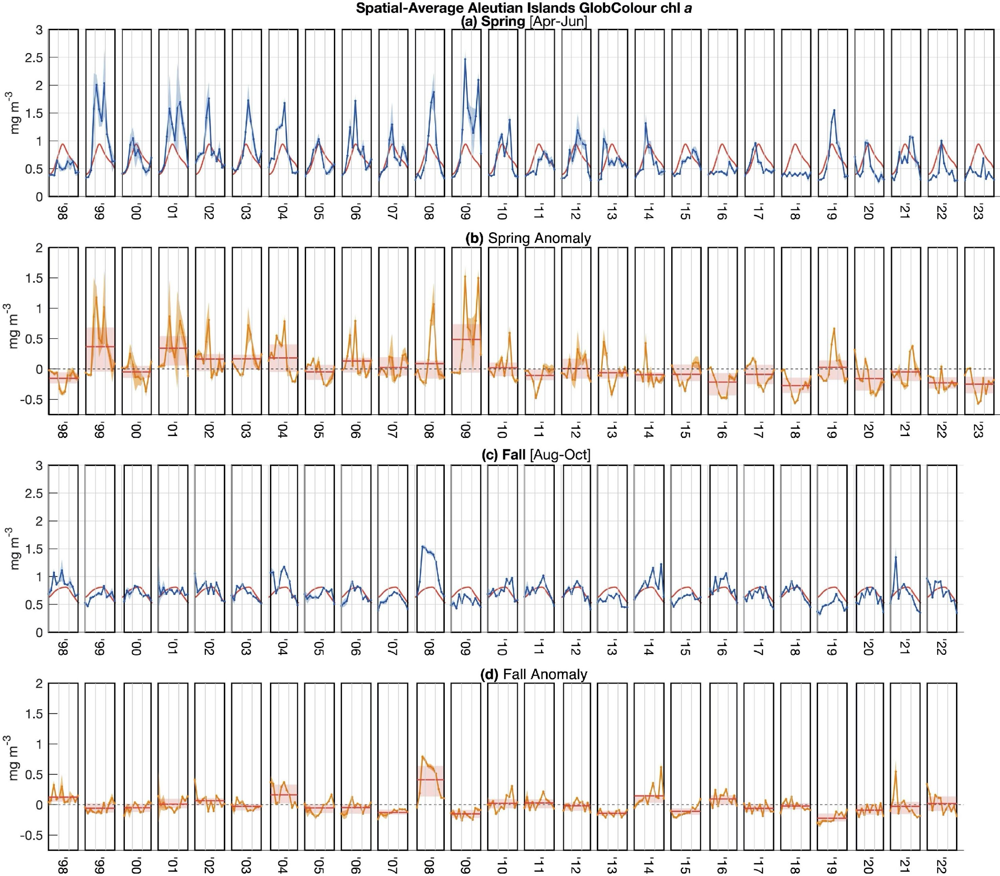 Spatial-Average Aleutian Islands GlobColour chl a
(a) Spring [Apr-Jun]
3
2.5
2
1.5
1
0.5
0
mg m-3
'98 '99 '00 '01 '02 '03 '04 '05 '06 '07 '08 '09 '10 '11 '12 '13 '14 '15 '16 '17 '18 '19 '20 '21 '22 '23
(b) Spring Anomaly
2
1.5
1
0.5
0
-0.5
mg m-3
'98 '99 '00 '01 '02 '03 '04 '05 '06 '07 '08 '09 '10 '11 '12 '13 '14 '15 '16 '17 '18 '19 '20 '21 '22 '23
(c) Fall [Aug-Oct]
3
2.5
2
1.5
1
0.5
0
mg m-3
'98 '99 '00 '01 '02 '03 '04 '05 '06 '07 '08 '09 '10 '11 '12 '13 '14 '15 '16 '17 '18 '19 '20 '21 '22
(d) Fall Anomaly
2
1.5
1
0.5
0
-0.5
mg m-3
'98 '99 '00 '01 '02 '03 '04 '05 '06 '07 '08 '09 '10 '11 '12 '13 '14 '15 '16 '17 '18 '19 '20 '21 '22